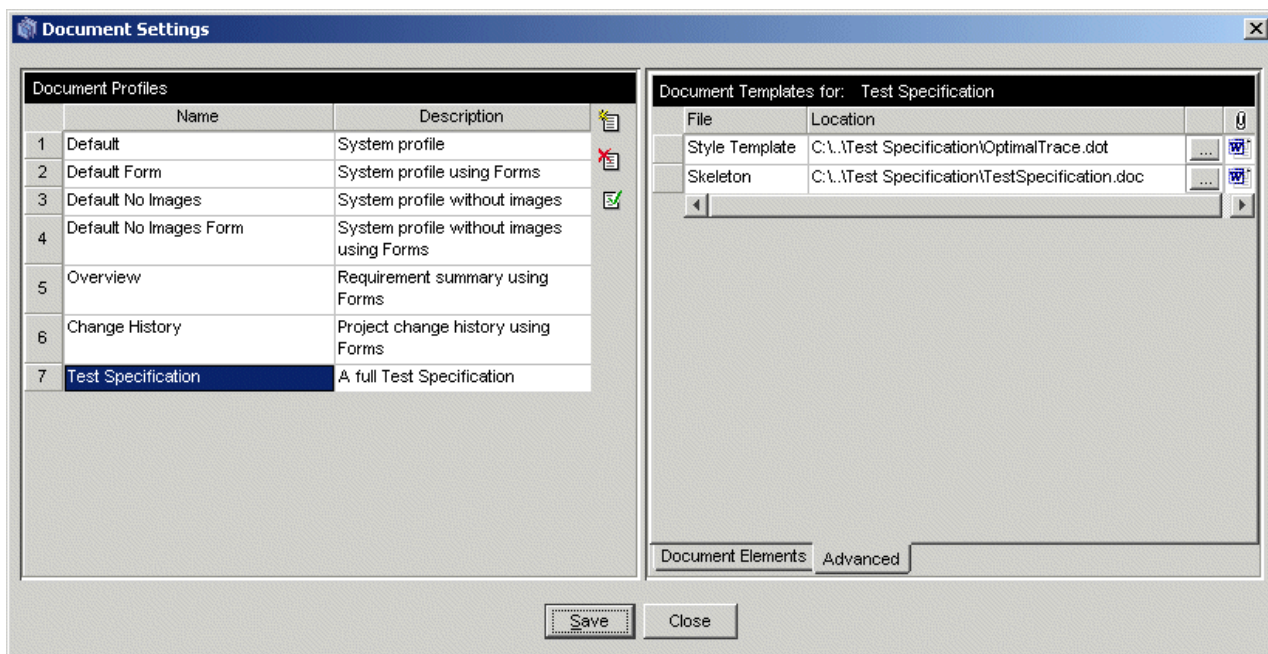 Document Settings
Document Profiles
Name Description
1 Default System profile
2 Default Form System profile using Forms
3 Default No Images System profile without images
4 Default No Images Form System profile without images
using Forms
5 Overview Requirement summary using
Forms
6 Change History Project change history using
Forms
7 Test Specification A full Test Specification
Document Templates for: Test Specification
File Location
Style Template C:\..\Test Specification\OptimalTrace.dot ...
Skeleton C:\..\Test Specification\TestSpecification.doc ...
Document Elements Advanced
Save Close